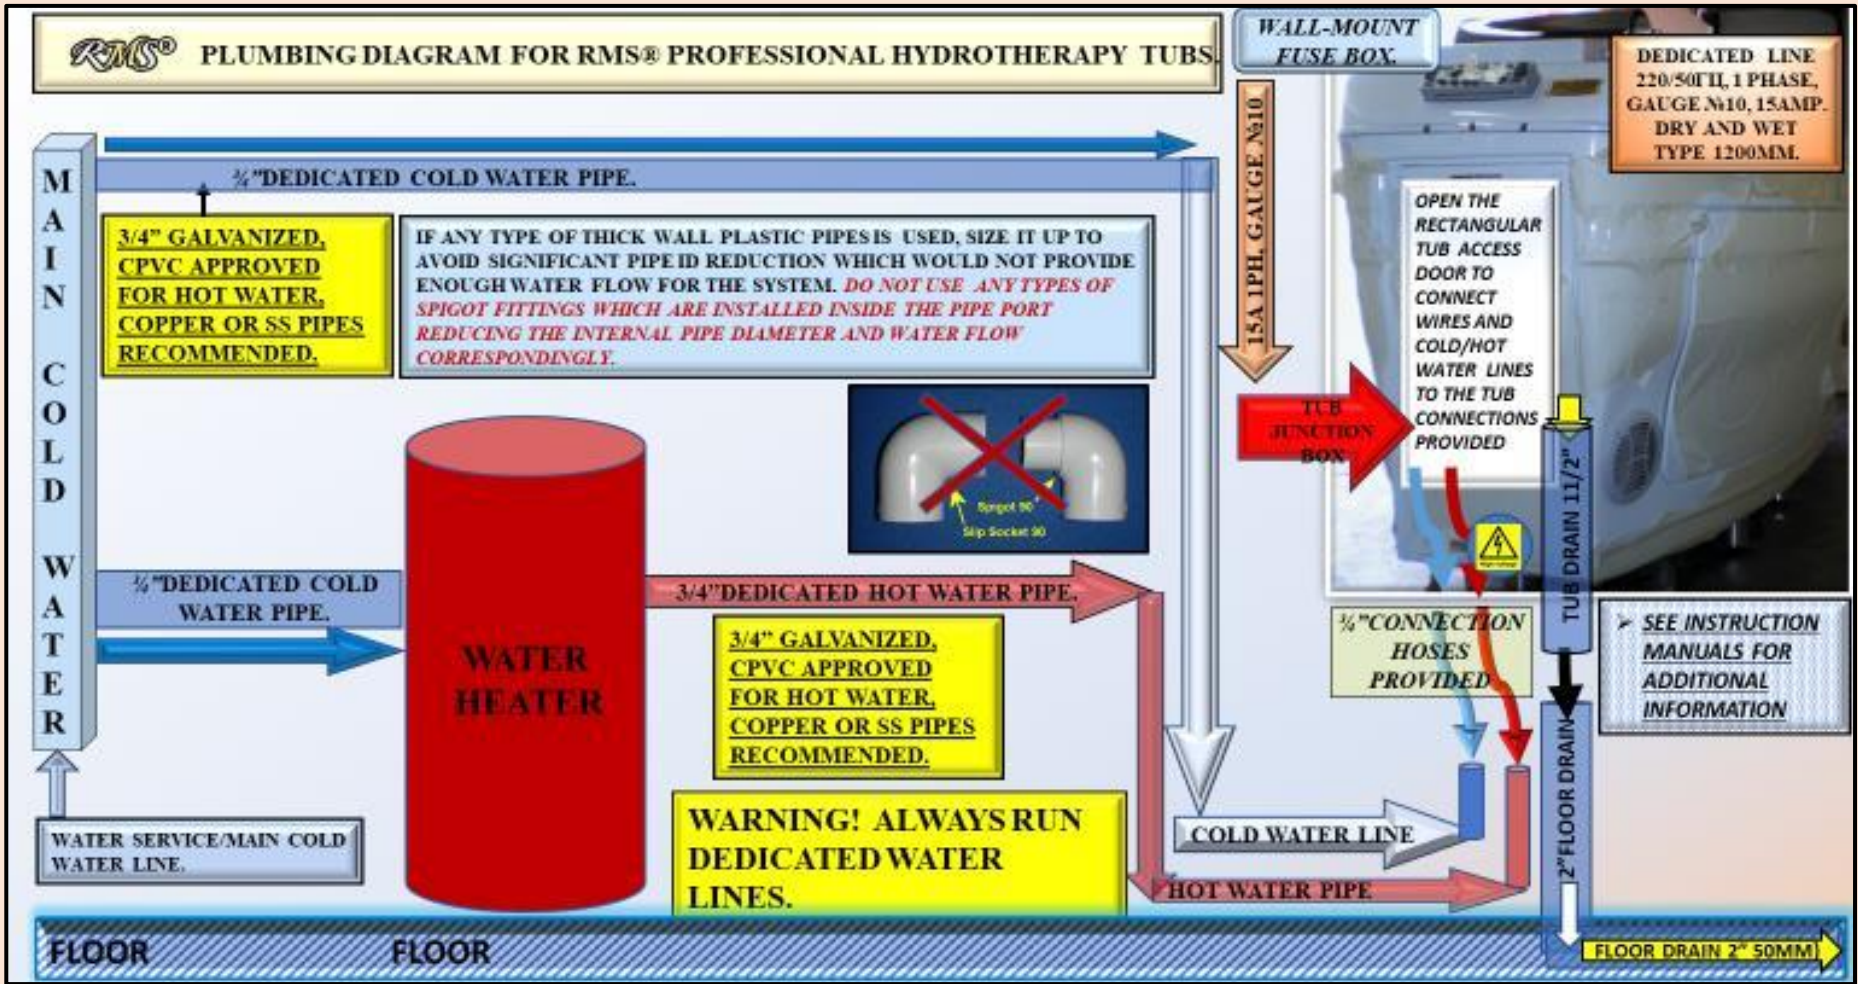 RMS® PLUMBING DIAGRAM FOR RMS® PROFESSIONAL HYDROTHERAPY TUBS.
WALL-MOUNT
FUSE BOX.
DEDICATED LINE
220/50ГЦ, 1 PHASE,
GAUGE №10, 15AMP.
DRY AND WET
TYPE 1200MM.
MAIN COLD WATER
¾"DEDICATED COLD WATER PIPE.
3/4" GALVANIZED,
CPVC APPROVED
FOR HOT WATER,
COPPER OR SS PIPES
RECOMMENDED.
IF ANY TYPE OF THICK WALL PLASTIC PIPES IS USED, SIZE IT UP TO
AVOID SIGNIFICANT PIPE ID REDUCTION WHICH WOULD NOT PROVIDE
ENOUGH WATER FLOW FOR THE SYSTEM. DO NOT USE ANY TYPES OF
SPIGOT FITTINGS WHICH ARE INSTALLED INSIDE THE PIPE PORT
REDUCING THE INTERNAL PIPE DIAMETER AND WATER FLOW
CORRESPONDINGLY.
15A 1PH, GAUGE №10
OPEN THE
RECTANGULAR
TUB ACCESS
DOOR TO
CONNECT
WIRES AND
COLD/HOT
WATER LINES
TO THE TUB
CONNECTIONS
PROVIDED
TUB
JUNCTION
BOX
Spigot 90
Slip Socket 90
TUB DRAIN 11/2"
¾"DEDICATED COLD
WATER PIPE.
WATER
HEATER
3/4"DEDICATED HOT WATER PIPE.
3/4" GALVANIZED,
CPVC APPROVED
FOR HOT WATER,
COPPER OR SS PIPES
RECOMMENDED.
¾"CONNECTION
HOSES
PROVIDED
➢ SEE INSTRUCTION
MANUALS FOR
ADDITIONAL
INFORMATION
2"FLOOR DRAIN
WATER SERVICE/MAIN COLD
WATER LINE.
WARNING! ALWAYS RUN
DEDICATED WATER
LINES.
COLD WATER LINE
HOT WATER PIPE
FLOOR FLOOR
FLOOR DRAIN 2" 50MM